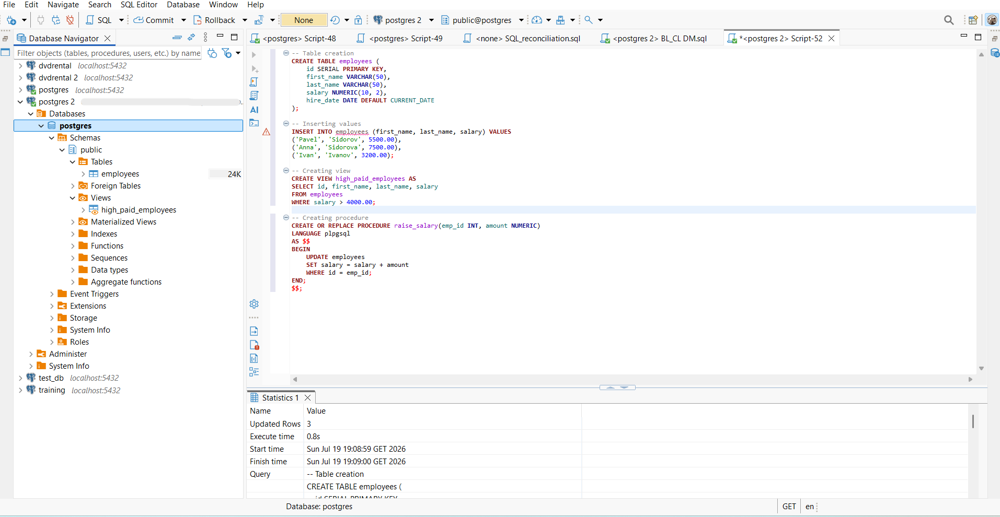 File Edit Navigate Search SQL Editor Database Window Help
SQL Commit Rollback None postgres 2 public@postgres
Database Navigator
Filter objects (tables, procedures, users, etc.) by name
dvdrental localhost:5432
dvdrental 2 localhost:5432
postgres localhost:5432
postgres 2
Databases
postgres
Schemas
public
Tables
employees 24K
Foreign Tables
Views
high_paid_employees
Materialized Views
Indexes
Functions
Sequences
Data types
Aggregate functions
Event Triggers
Extensions
Storage
System Info
Roles
Administer
System Info
test_db localhost:5432
training localhost:5432
<postgres> Script-48 <postgres> Script-49 <none> SQL_reconciliation.sql <postgres 2> BL_CL DM.sql *<postgres 2> Script-52
AI
-- Table creation
CREATE TABLE employees (
    id SERIAL PRIMARY KEY,
    first_name VARCHAR(50),
    last_name VARCHAR(50),
    salary NUMERIC(10, 2),
    hire_date DATE DEFAULT CURRENT_DATE
);
-- Inserting values
INSERT INTO employees (first_name, last_name, salary) VALUES
('Pavel', 'Sidorov', 5500.00),
('Anna', 'Sidorova', 7500.00),
('Ivan', 'Ivanov', 3200.00);
-- Creating view
CREATE VIEW high_paid_employees AS
SELECT id, first_name, last_name, salary
FROM employees
WHERE salary > 4000.00;
-- Creating procedure
CREATE OR REPLACE PROCEDURE raise_salary(emp_id INT, amount NUMERIC)
LANGUAGE plpgsql
AS $$
BEGIN
    UPDATE employees
    SET salary = salary + amount
    WHERE id = emp_id;
END;
$$;
Statistics 1
Name Value
Updated Rows 3
Execute time 0.8s
Start time Sun Jul 19 19:08:59 GET 2026
Finish time Sun Jul 19 19:09:00 GET 2026
Query -- Table creation
CREATE TABLE employees (
id SERIAL PRIMARY KEY
Database: postgres GET en